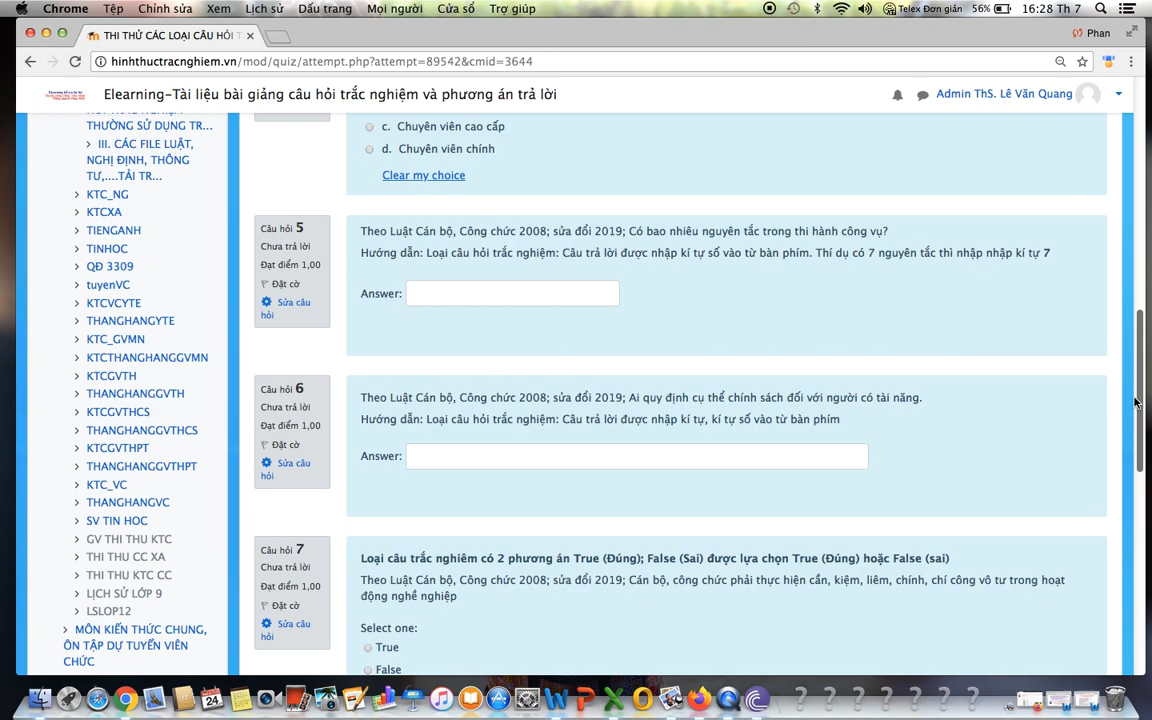 Chrome Tệp Chỉnh sửa Xem Lịch sử Dấu trang Mọi người Cửa sổ Trợ giúp Telex Đơn giản 56% 16:28 Th 7
THI THỬ CÁC LOẠI CÂU HỎI T × Phan
hinhthuctracnghiem.vn/mod/quiz/attempt.php?attempt=89542&cmid=3644
Elearning-Tài liệu bài giảng câu hỏi trắc nghiệm và phương án trả lời Admin ThS. Lê Văn Quang
THƯỜNG SỬ DỤNG TR...
III. CÁC FILE LUẬT,
NGHỊ ĐỊNH, THÔNG
TƯ,....TẢI TR...
KTC_NG
KTCXA
TIENGANH
TINHOC
QĐ 3309
tuyenVC
KTCVCYTE
THANGHANGYTE
KTC_GVMN
KTCTHANGHANGGVMN
KTCGVTH
THANGHANGGVTH
KTCGVTHCS
THANGHANGGVTHCS
KTCGVTHPT
THANGHANGGVTHPT
KTC_VC
THANGHANGVC
SV TIN HOC
GV THI THU KTC
THI THU CC XA
THI THU KTC CC
LỊCH SỬ LỚP 9
LSLOP12
MÔN KIẾN THỨC CHUNG,
ÔN TẬP DỰ TUYỂN VIÊN
CHỨC
c. Chuyên viên cao cấp
d. Chuyên viên chính
Clear my choice
Câu hỏi 5
Chưa trả lời
Đạt điểm 1,00
Đặt cờ
Sửa câu
hỏi
Theo Luật Cán bộ, Công chức 2008; sửa đổi 2019; Có bao nhiêu nguyên tắc trong thi hành công vụ?
Hướng dẫn: Loại câu hỏi trắc nghiệm: Câu trả lời được nhập kí tự số vào từ bàn phím. Thí dụ có 7 nguyên tắc thì nhập nhập kí tự 7
Answer:
Câu hỏi 6
Chưa trả lời
Đạt điểm 1,00
Đặt cờ
Sửa câu
hỏi
Theo Luật Cán bộ, Công chức 2008; sửa đổi 2019; Ai quy định cụ thể chính sách đối với người có tài năng.
Hướng dẫn: Loại câu hỏi trắc nghiệm: Câu trả lời được nhập kí tự, kí tự số vào từ bàn phím
Answer:
Câu hỏi 7
Chưa trả lời
Đạt điểm 1,00
Đặt cờ
Sửa câu
hỏi
Loại câu trắc nghiêm có 2 phương án True (Đúng); False (Sai) được lựa chọn True (Đúng) hoặc False (sai)
Theo Luật Cán bộ, Công chức 2008; sửa đổi 2019; Cán bộ, công chức phải thực hiện cần, kiệm, liêm, chính, chí công vô tư trong hoạt
động nghề nghiệp
Select one:
True
False